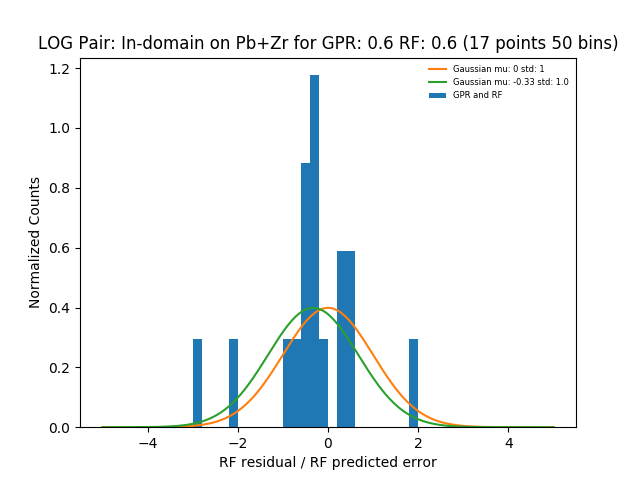 LOG Pair: In-domain on Pb+Zr for GPR: 0.6 RF: 0.6 (17 points 50 bins)
Gaussian mu: 0 std: 1
Gaussian mu: -0.33 std: 1.0
GPR and RF
Normalized Counts
1.2
1.0
0.8
0.6
0.4
0.2
0.0
−4 −2 0 2 4
RF residual / RF predicted error